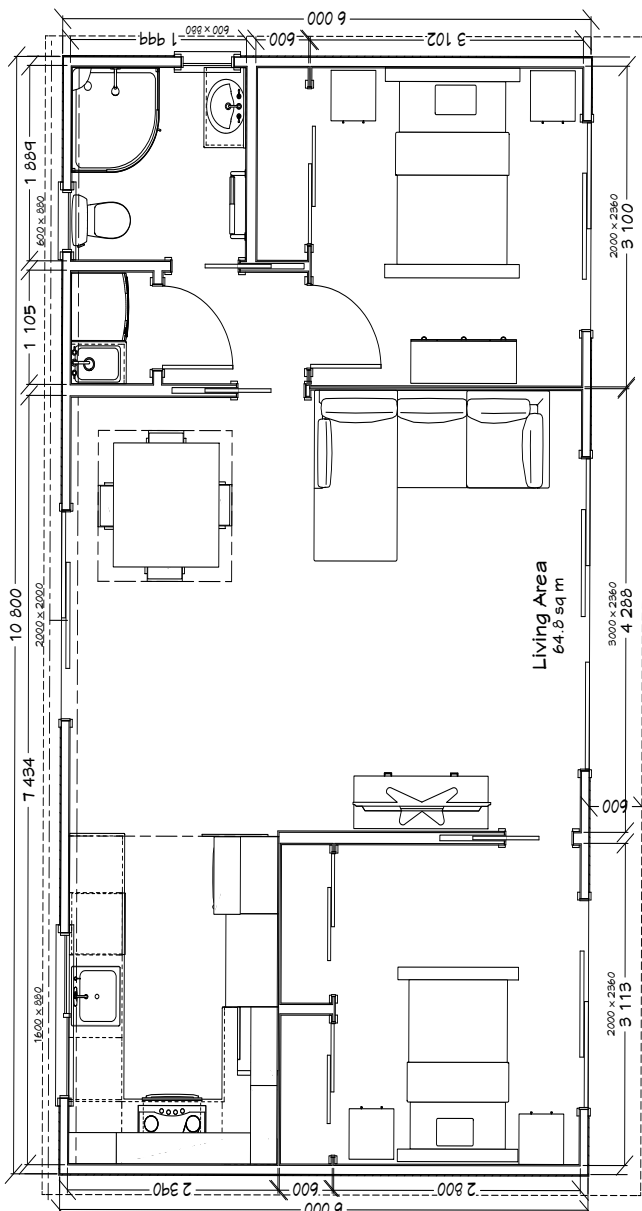 6 000
1 999
600 x 880
600
3 102
1 889
600 x 880
2000 x 2360
3 100
1 105
10 800
2000 x 2000
7 434
Living Area
64.8 sq m
3000 x 2360
4 288
600
1600 x 880
2000 x 2360
3 113
2 390
600
2 800
6 000